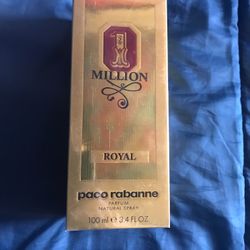 1
MILLION
ROYAL
paco rabanne
PARFUM
NATURAL SPRAY
100 ml e 3.4 FL.OZ.